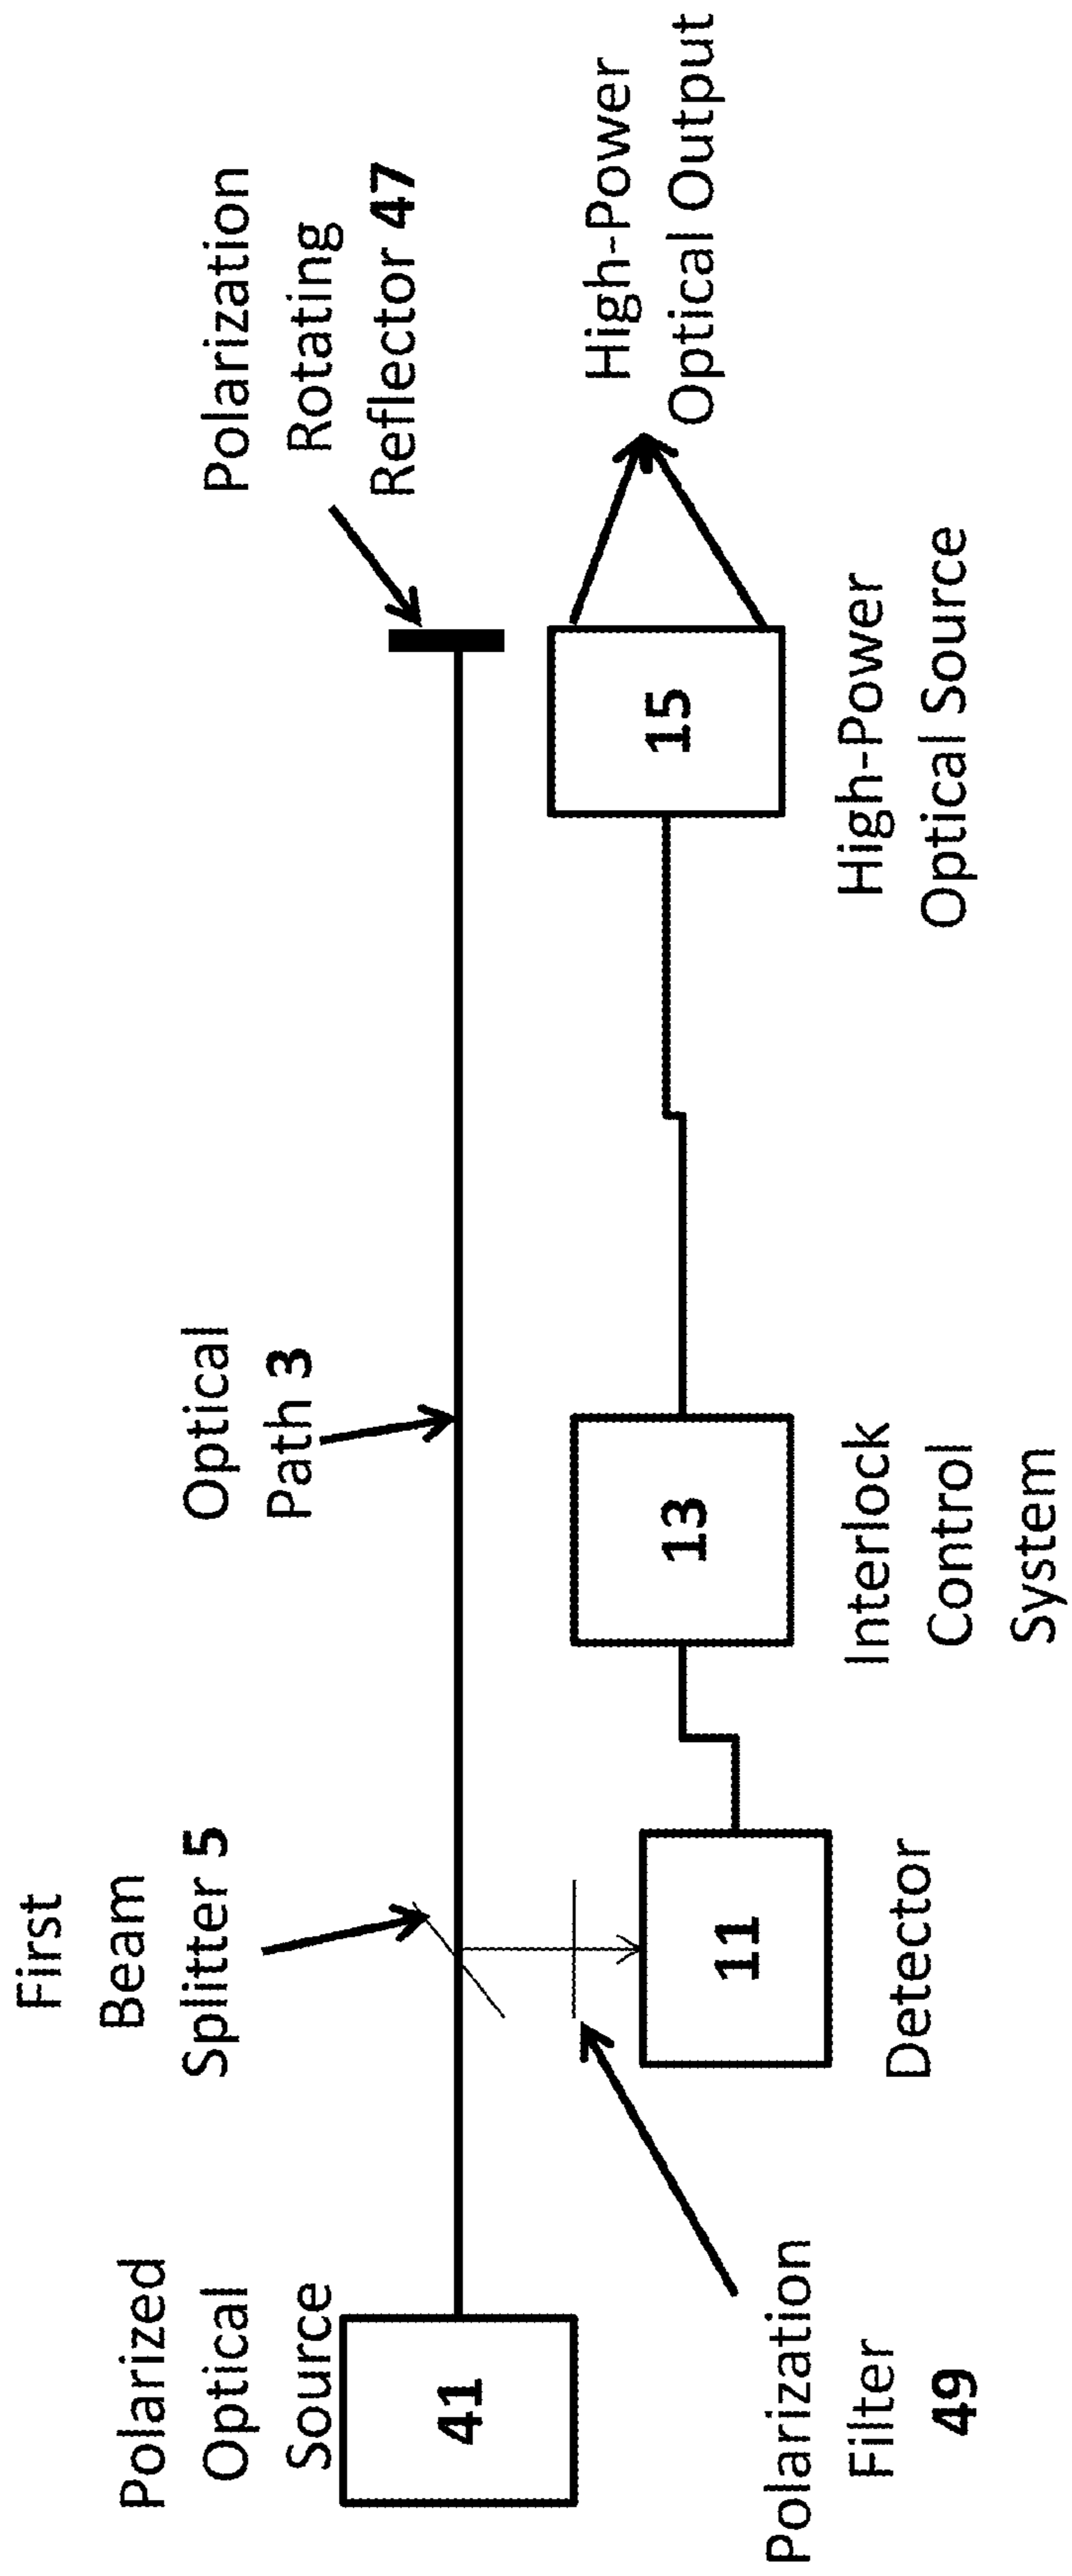 Polarized
Optical
Source
41
First
Beam
Splitter 5
Optical
Path 3
Polarization
Rotating
Reflector 47
Polarization
Filter
49
11
Detector
13
Interlock
Control
System
15
High-Power
Optical Source
High-Power
Optical Output